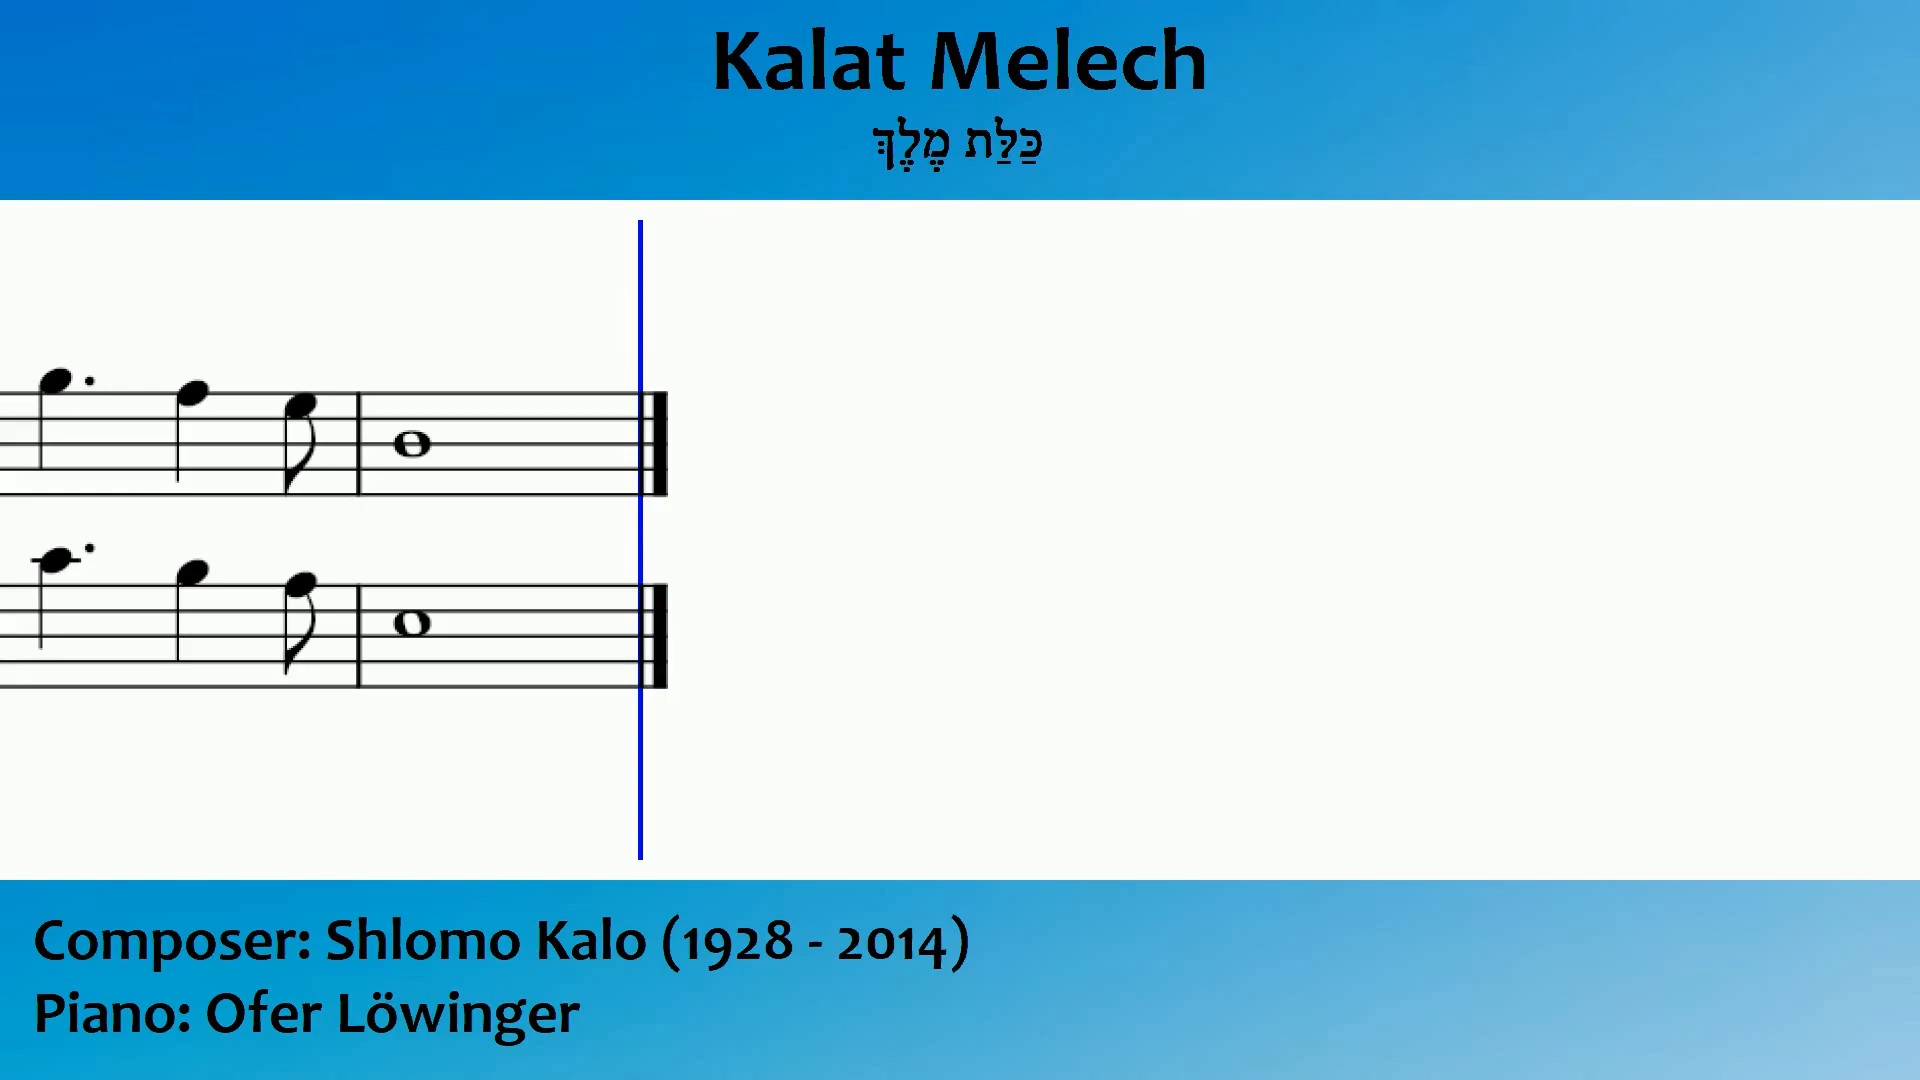 Kalat Melech
כַּלַּת מֶלֶךְ
Composer: Shlomo Kalo (1928 - 2014)
Piano: Ofer Löwinger